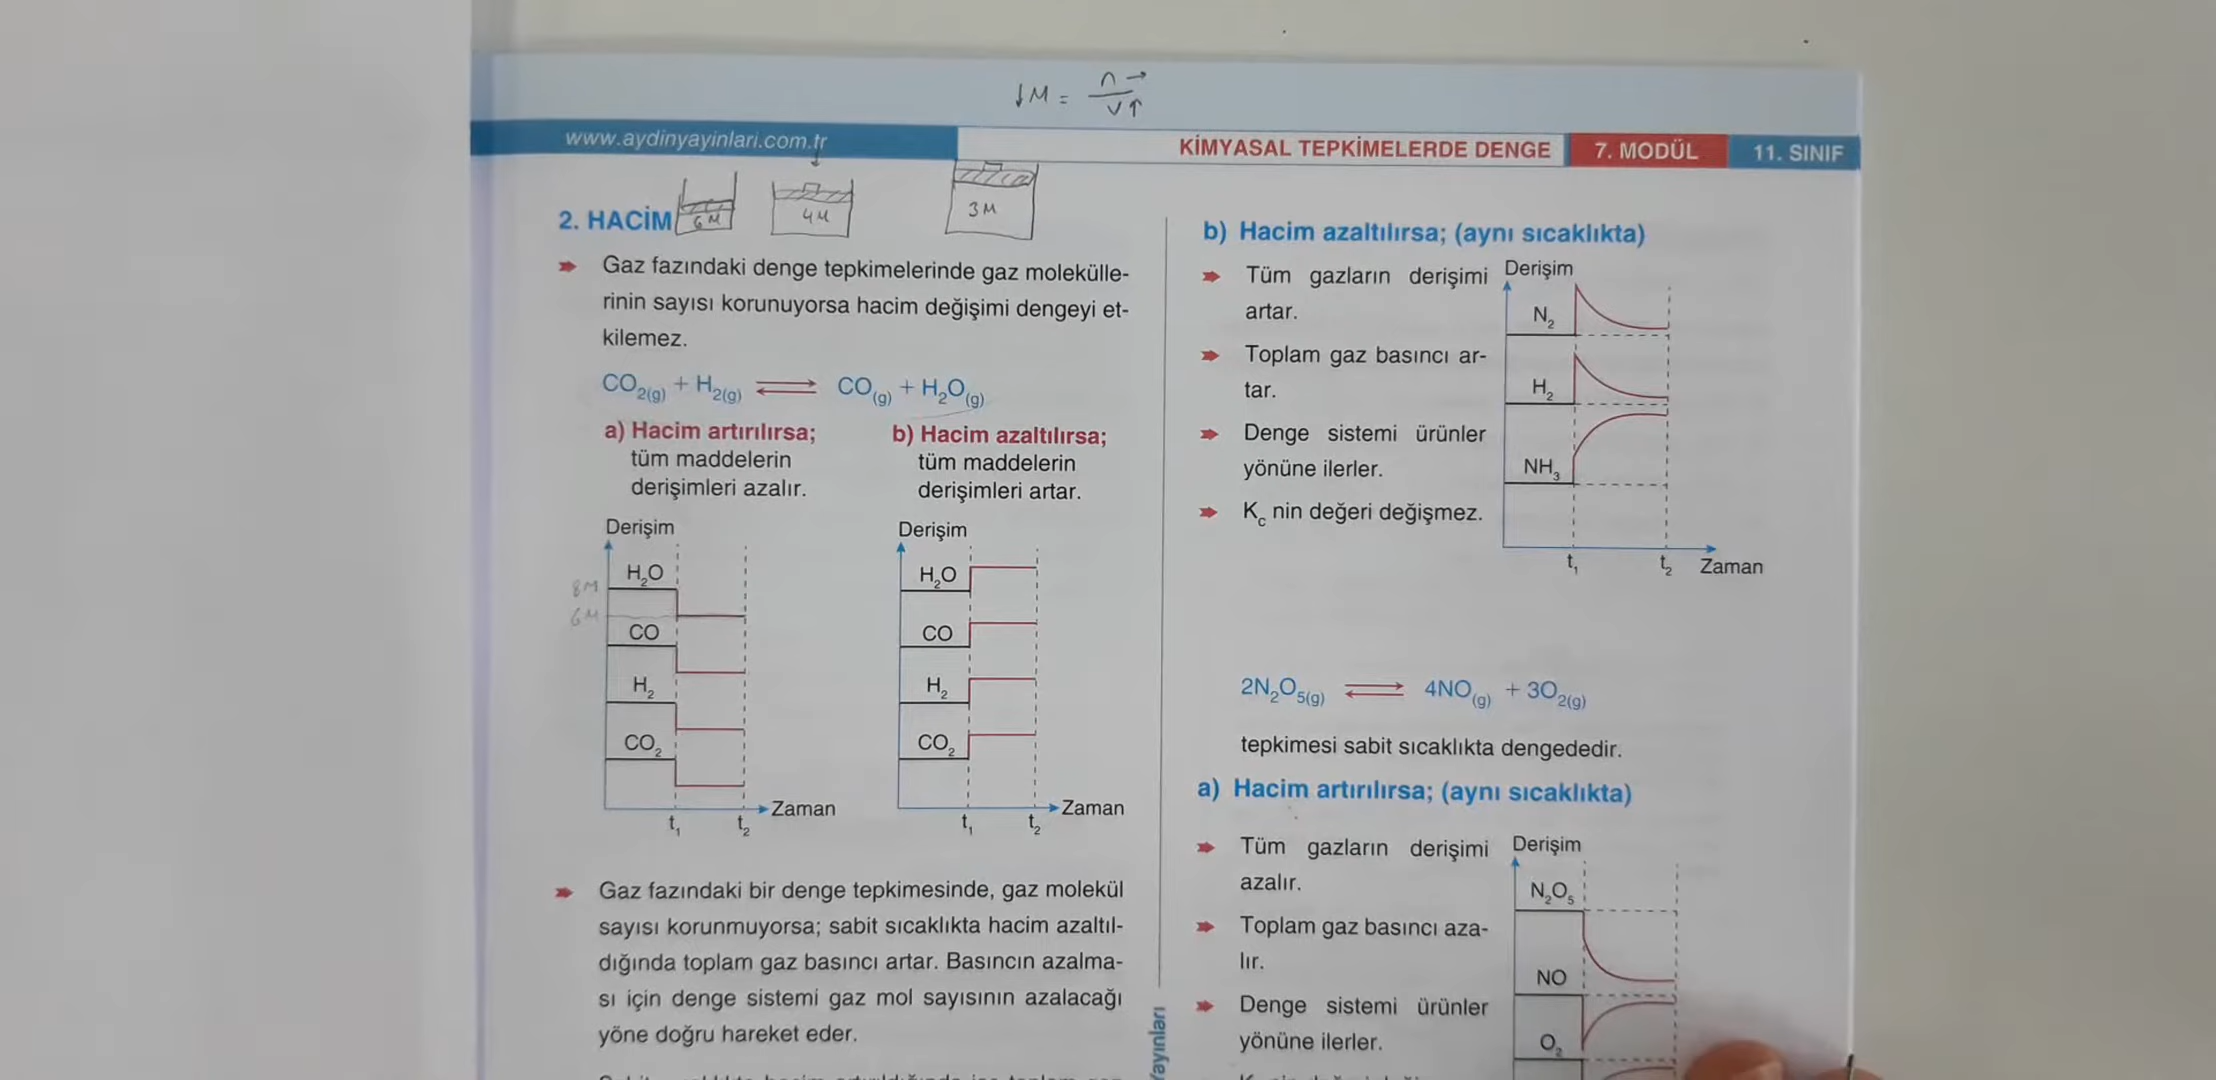 ↓M = n→ / V↑
www.aydinyayinlari.com.tr
KİMYASAL TEPKİMELERDE DENGE
7. MODÜL
11. SINIF
6M
4M
3M
2. HACİM
Gaz fazındaki denge tepkimelerinde gaz molekülle-
rinin sayısı korunuyorsa hacim değişimi dengeyi et-
kilemez.
CO₂(g) + H₂(g) ⇌ CO(g) + H₂O(g)
a) Hacim artırılırsa;
tüm maddelerin
derişimleri azalır.
b) Hacim azaltılırsa;
tüm maddelerin
derişimleri artar.
Derişim
8M
6M
H₂O
CO
H₂
CO₂
Zaman
t₁
t₂
Derişim
H₂O
CO
H₂
CO₂
Zaman
t₁
t₂
Gaz fazındaki bir denge tepkimesinde, gaz molekül
sayısı korunmuyorsa; sabit sıcaklıkta hacim azaltıl-
dığında toplam gaz basıncı artar. Basıncın azalma-
sı için denge sistemi gaz mol sayısının azalacağı
yöne doğru hareket eder.
Yayınları
b) Hacim azaltılırsa; (aynı sıcaklıkta)
Tüm gazların derişimi
artar.
Toplam gaz basıncı ar-
tar.
Denge sistemi ürünler
yönüne ilerler.
Kc nin değeri değişmez.
Derişim
N₂
H₂
NH₃
t₁
t₂
Zaman
2N₂O₅(g) ⇌ 4NO(g) + 3O₂(g)
tepkimesi sabit sıcaklıkta dengededir.
a) Hacim artırılırsa; (aynı sıcaklıkta)
Tüm gazların derişimi
azalır.
Toplam gaz basıncı aza-
lır.
Denge sistemi ürünler
yönüne ilerler.
Derişim
N₂O₅
NO
O₂